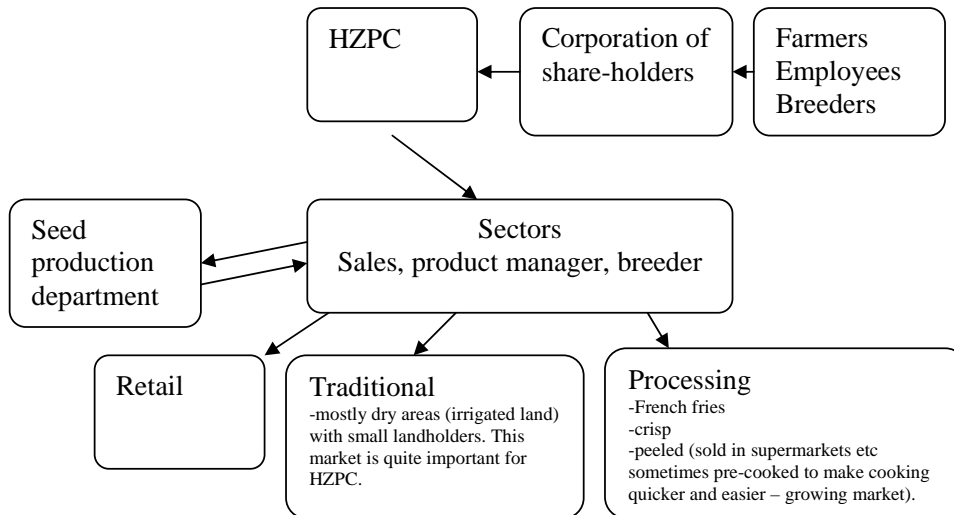 HZPC
Corporation of
share-holders
Farmers
Employees
Breeders
Seed
production
department
Sectors
Sales, product manager, breeder
Retail
Traditional
-mostly dry areas (irrigated land)
with small landholders. This
market is quite important for
HZPC.
Processing
-French fries
-crisp
-peeled (sold in supermarkets etc
sometimes pre-cooked to make cooking
quicker and easier – growing market).